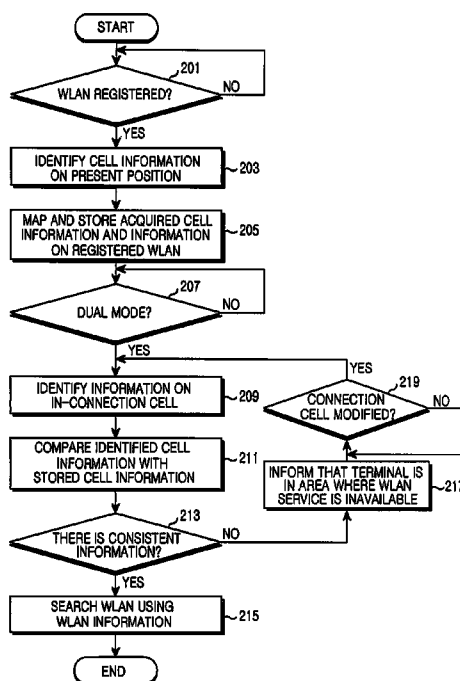 START
201
WLAN REGISTERED?
NO
YES
IDENTIFY CELL INFORMATION
ON PRESENT POSITION
203
MAP AND STORE ACQUIRED CELL
INFORMATION AND INFORMATION
ON REGISTERED WLAN
205
207
DUAL MODE?
NO
YES
YES
219
IDENTIFY INFORMATION ON
IN-CONNECTION CELL
209
CONNECTION
CELL MODIFIED?
NO
COMPARE IDENTIFIED CELL
INFORMATION WITH
STORED CELL INFORMATION
211
INFORM THAT TERMINAL IS
IN AREA WHERE WLAN
SERVICE IS INAVAILABLE
217
213
THERE IS CONSISTENT
INFORMATION?
NO
YES
SEARCH WLAN USING
WLAN INFORMATION
215
END